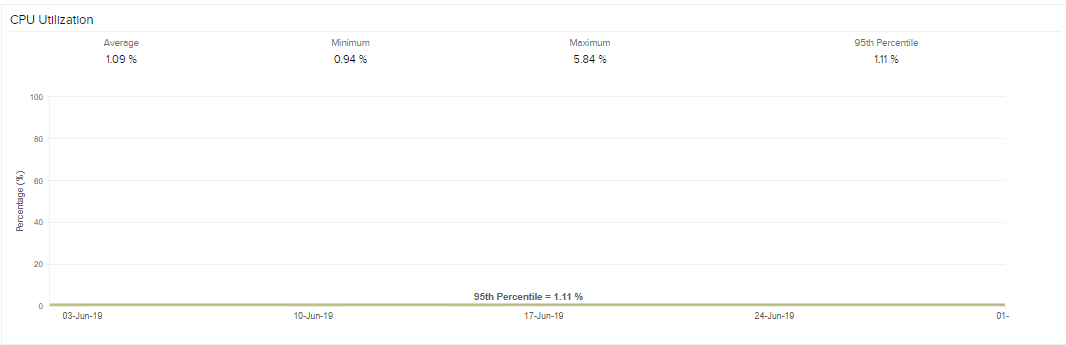 CPU Utilization
Average Minimum Maximum 95th Percentile
1.09 % 0.94 % 5.84 % 1.11 %
100
80
60
40
20
0
Percentage (%)
95th Percentile = 1.11 %
03-Jun-19 10-Jun-19 17-Jun-19 24-Jun-19 01-